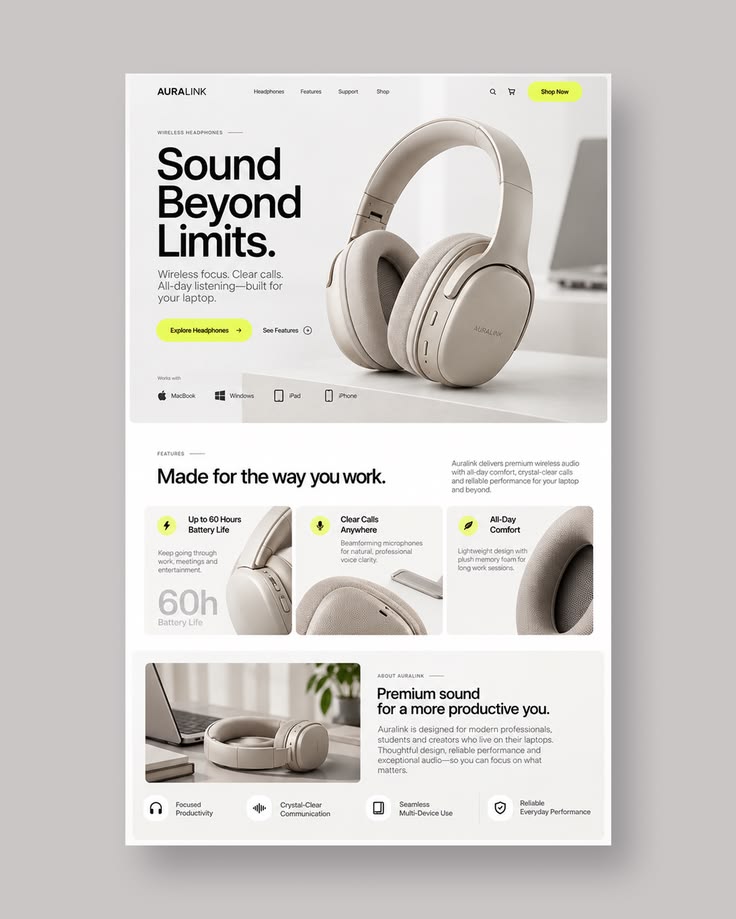 AURALINK
Headphones
Features
Support
Shop
Shop Now
WIRELESS HEADPHONES
Sound
Beyond
Limits.
Wireless focus. Clear calls.
All-day listening—built for
your laptop.
Explore Headphones →
See Features
AURALINK
Works with
MacBook
Windows
iPad
iPhone
FEATURES
Made for the way you work.
Auralink delivers premium wireless audio
with all-day comfort, crystal-clear calls
and reliable performance for your laptop
and beyond.
Up to 60 Hours
Battery Life
Keep going through
work, meetings and
entertainment.
60h
Battery Life
Clear Calls
Anywhere
Beamforming microphones
for natural, professional
voice clarity.
All-Day
Comfort
Lightweight design with
plush memory foam for
long work sessions.
ABOUT AURALINK
Premium sound
for a more productive you.
Auralink is designed for modern professionals,
students and creators who live on their laptops.
Thoughtful design, reliable performance and
exceptional audio—so you can focus on what
matters.
Focused
Productivity
Crystal-Clear
Communication
Seamless
Multi-Device Use
Reliable
Everyday Performance